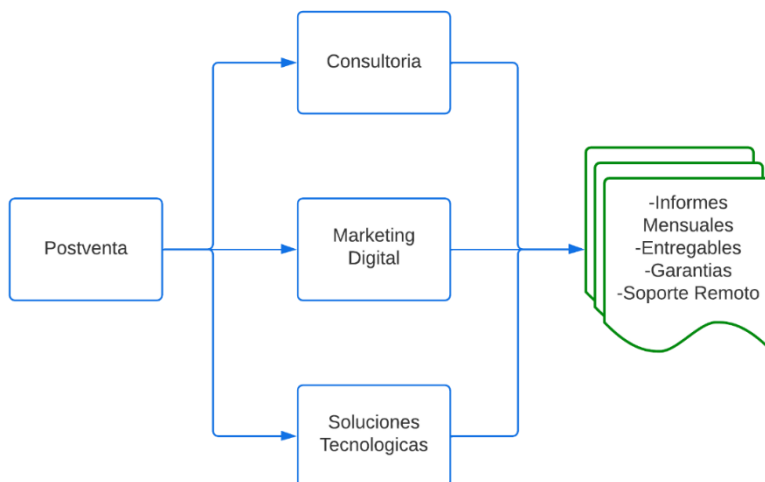 Consultoria
Postventa
Marketing
Digital
Soluciones
Tecnologicas
-Informes
Mensuales
-Entregables
-Garantias
-Soporte Remoto